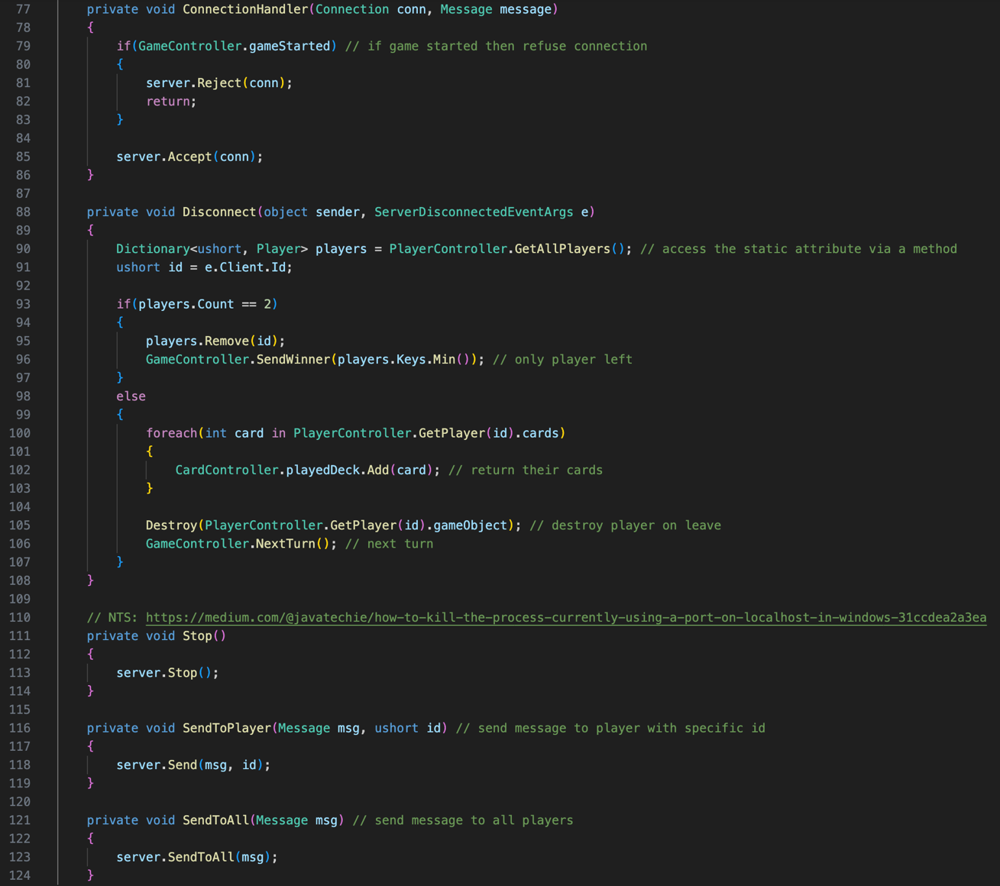 77 private void ConnectionHandler(Connection conn, Message message)
78 {
79 if(GameController.gameStarted) // if game started then refuse connection
80 {
81 server.Reject(conn);
82 return;
83 }
84
85 server.Accept(conn);
86 }
87
88 private void Disconnect(object sender, ServerDisconnectedEventArgs e)
89 {
90 Dictionary<ushort, Player> players = PlayerController.GetAllPlayers(); // access the static attribute via a method
91 ushort id = e.Client.Id;
92
93 if(players.Count == 2)
94 {
95 players.Remove(id);
96 GameController.SendWinner(players.Keys.Min()); // only player left
97 }
98 else
99 {
100 foreach(int card in PlayerController.GetPlayer(id).cards)
101 {
102 CardController.playedDeck.Add(card); // return their cards
103 }
104
105 Destroy(PlayerController.GetPlayer(id).gameObject); // destroy player on leave
106 GameController.NextTurn(); // next turn
107 }
108 }
109
110 // NTS: https://medium.com/@javatechie/how-to-kill-the-process-currently-using-a-port-on-localhost-in-windows-31ccdea2a3ea
111 private void Stop()
112 {
113 server.Stop();
114 }
115
116 private void SendToPlayer(Message msg, ushort id) // send message to player with specific id
117 {
118 server.Send(msg, id);
119 }
120
121 private void SendToAll(Message msg) // send message to all players
122 {
123 server.SendToAll(msg);
124 }